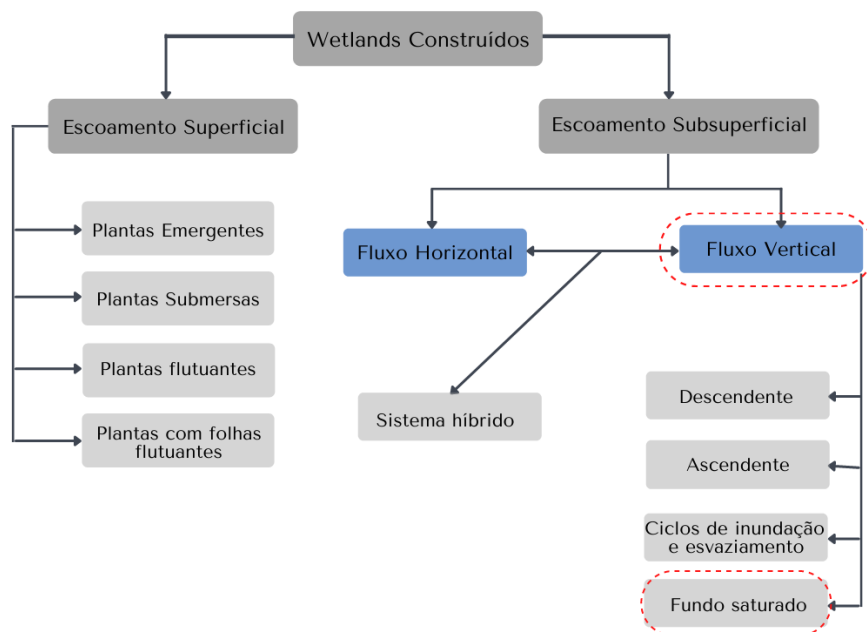 Wetlands Construídos
Escoamento Superficial
Escoamento Subsuperficial
Plantas Emergentes
Plantas Submersas
Plantas flutuantes
Plantas com folhas
flutuantes
Fluxo Horizontal
Fluxo Vertical
Sistema híbrido
Descendente
Ascendente
Ciclos de inundação
e esvaziamento
Fundo saturado